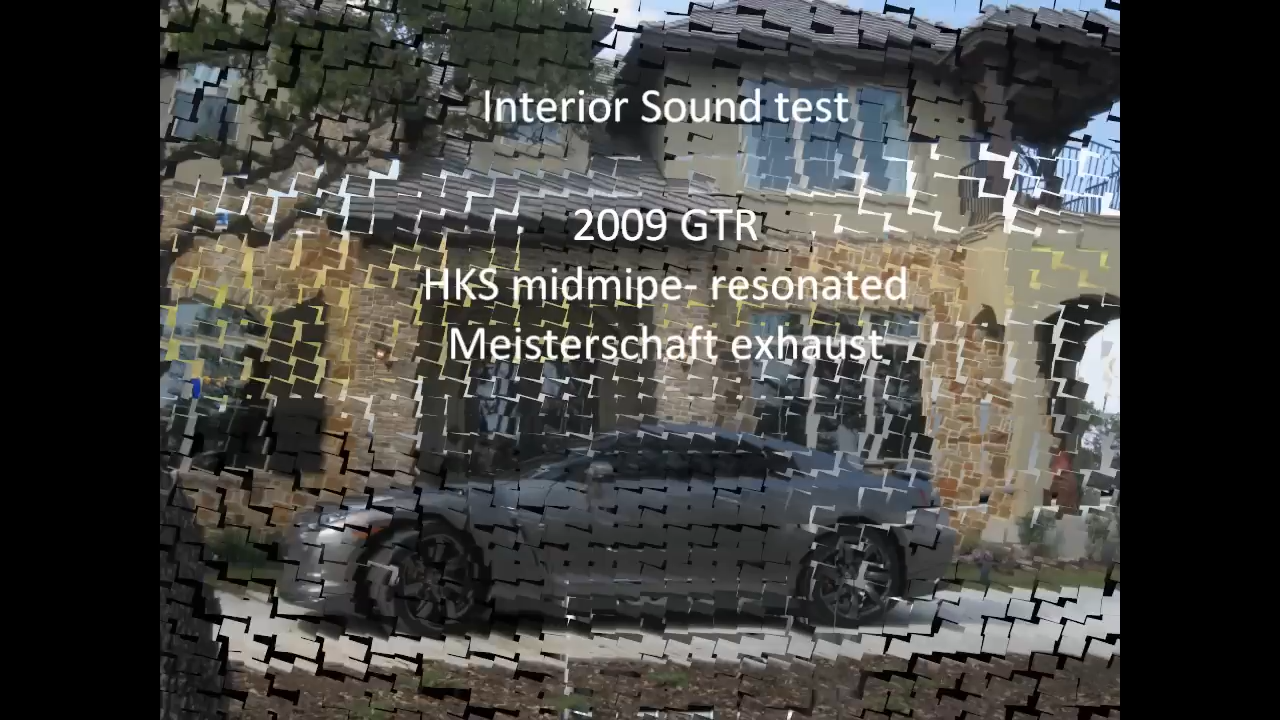 Interior Sound test
2009 GTR
HKS midmipe- resonated
Meisterschaft exhaust